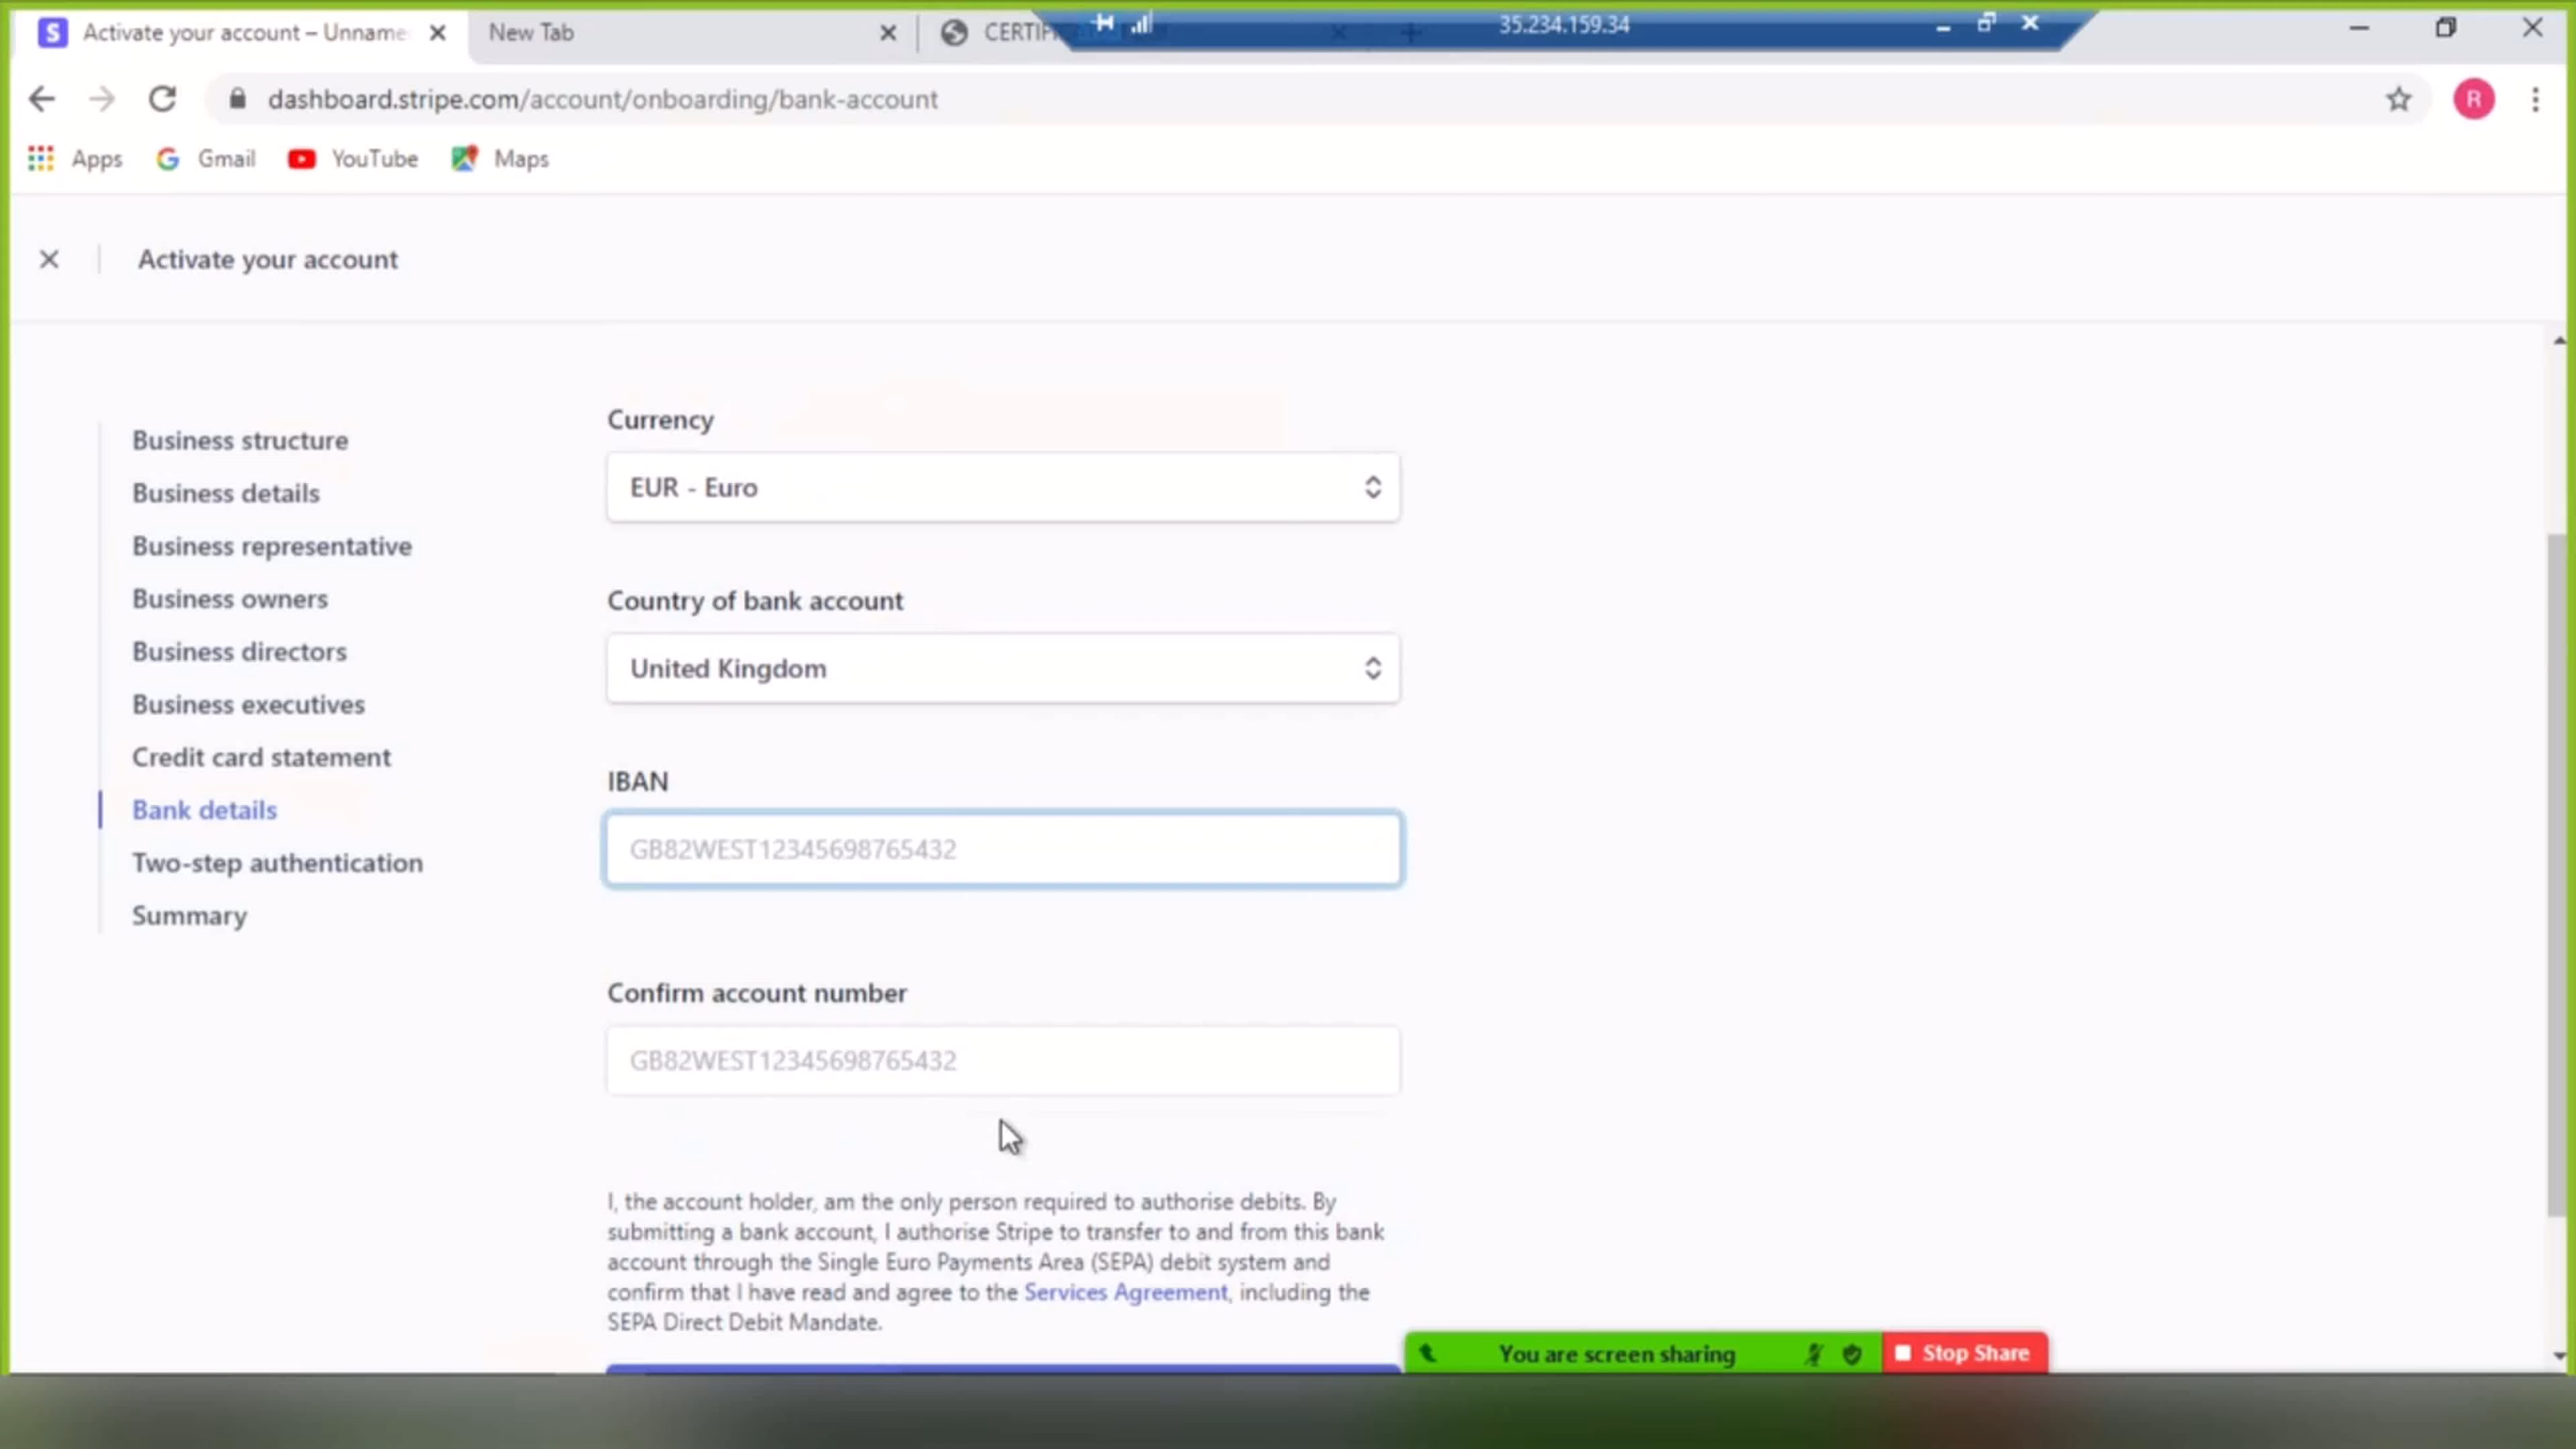 Activate your account – Unname
New Tab
35.234.159.34
dashboard.stripe.com/account/onboarding/bank-account
R
Apps
Gmail
YouTube
Maps
Activate your account
Business structure
Business details
Business representative
Business owners
Business directors
Business executives
Credit card statement
Bank details
Two-step authentication
Summary
Currency
EUR - Euro
Country of bank account
United Kingdom
IBAN
GB82WEST12345698765432
Confirm account number
GB82WEST12345698765432
I, the account holder, am the only person required to authorise debits. By
submitting a bank account, I authorise Stripe to transfer to and from this bank
account through the Single Euro Payments Area (SEPA) debit system and
confirm that I have read and agree to the Services Agreement, including the
SEPA Direct Debit Mandate.
You are screen sharing
Stop Share